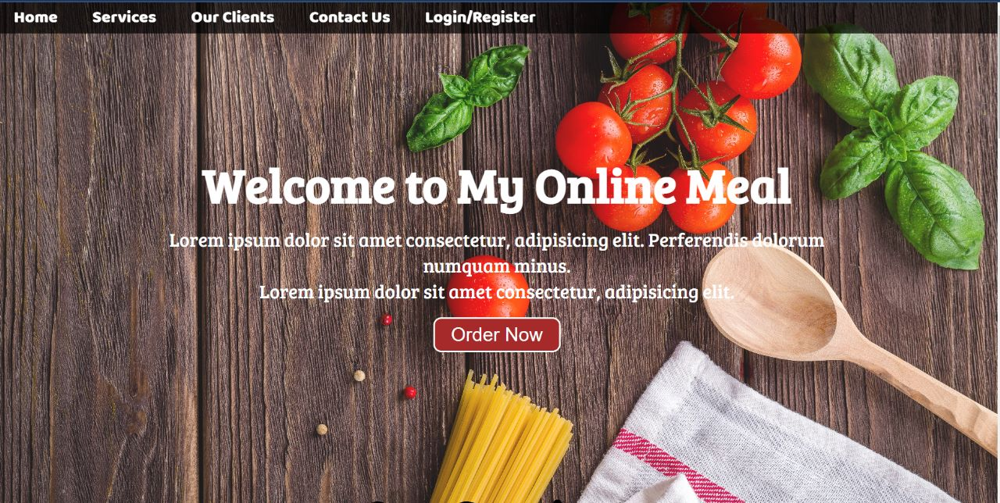 Home Services Our Clients Contact Us Login/Register
Welcome to My Online Meal
Lorem ipsum dolor sit amet consectetur, adipisicing elit. Perferendis dolorum
numquam minus.
Lorem ipsum dolor sit amet consectetur, adipisicing elit.
Order Now